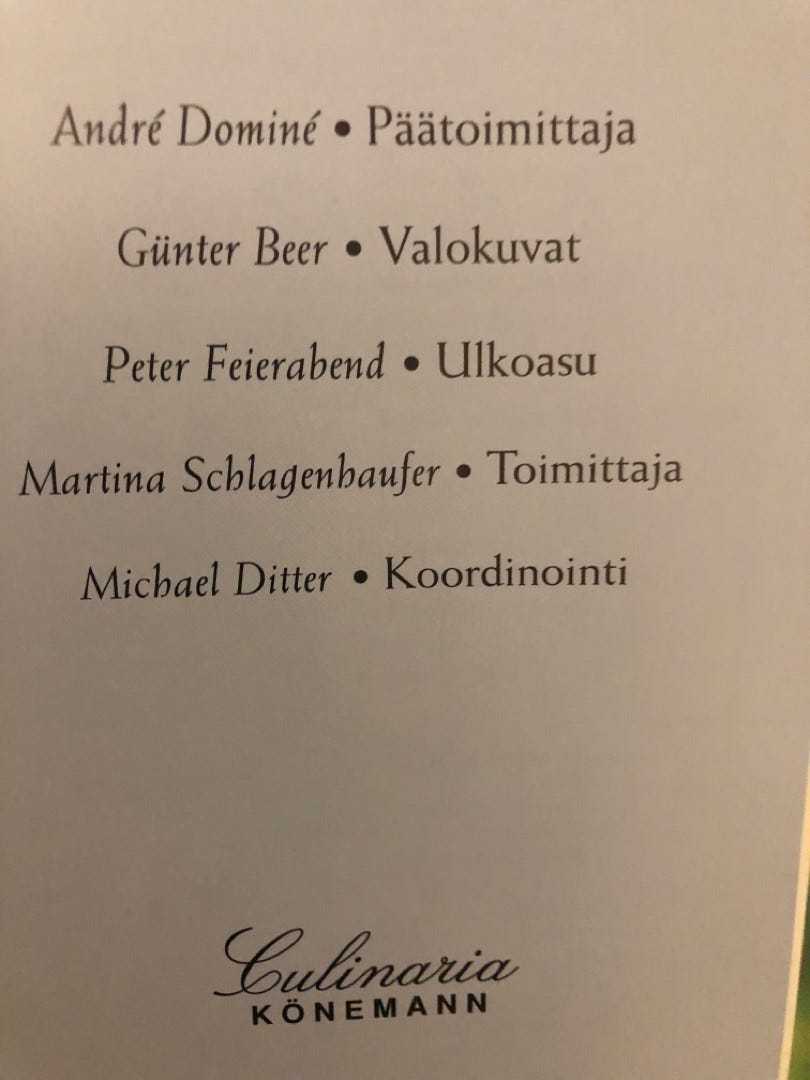 André Dominé • Päätoimittaja
Günter Beer • Valokuvat
Peter Feierabend • Ulkoasu
Martina Schlagenhaufer • Toimittaja
Michael Ditter • Koordinointi
Culinaria
KÖNEMANN